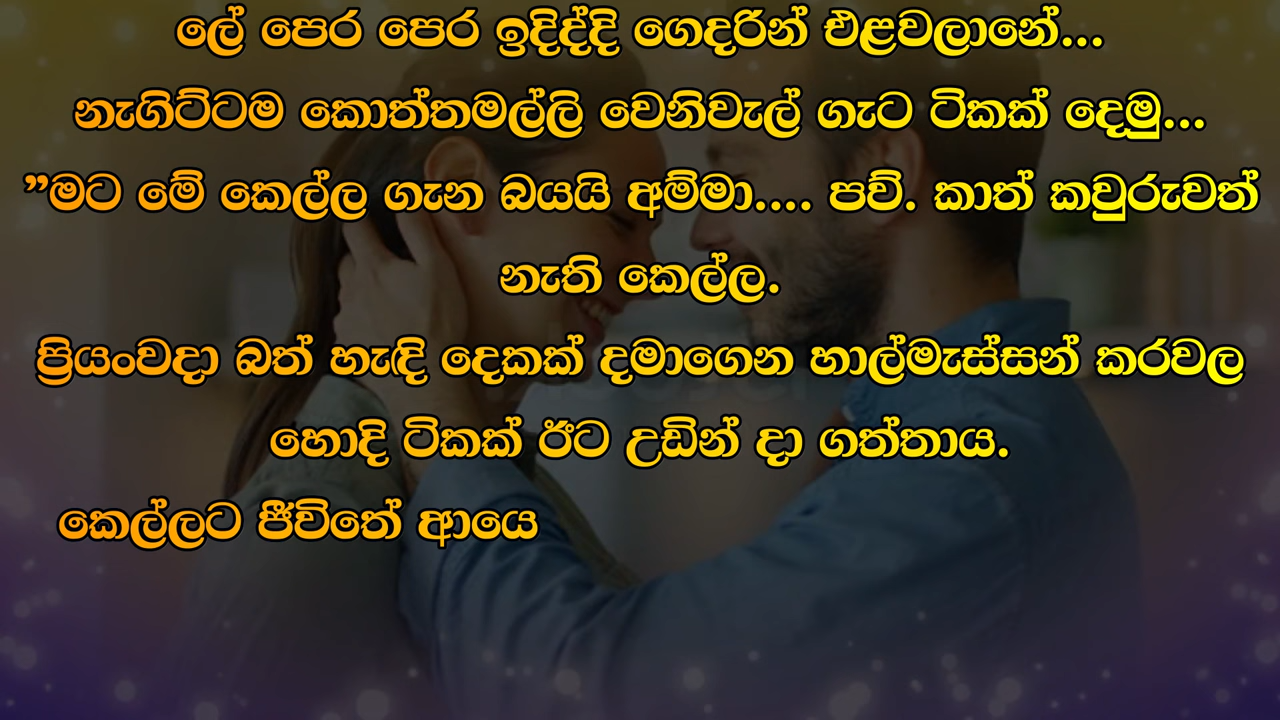 ලේ පෙර පෙර ඉදිද්දි ගෙදරින් එළවලානේ...
නැගිට්ටම කොත්තමල්ලි වෙනිවැල් ගැට ටිකක් දෙමු...
”මට මේ කෙල්ල ගැන බයයි අම්මා.... පව්. කාත් කවුරුවත්
නැති කෙල්ල.
ප්‍රියංවදා බත් හැඳි දෙකක් දමාගෙන හාල්මැස්සන් කරවල
හොදි ටිකක් ඊට උඩින් දා ගත්තාය.
කෙල්ලට ජීවිතේ ආයෙ